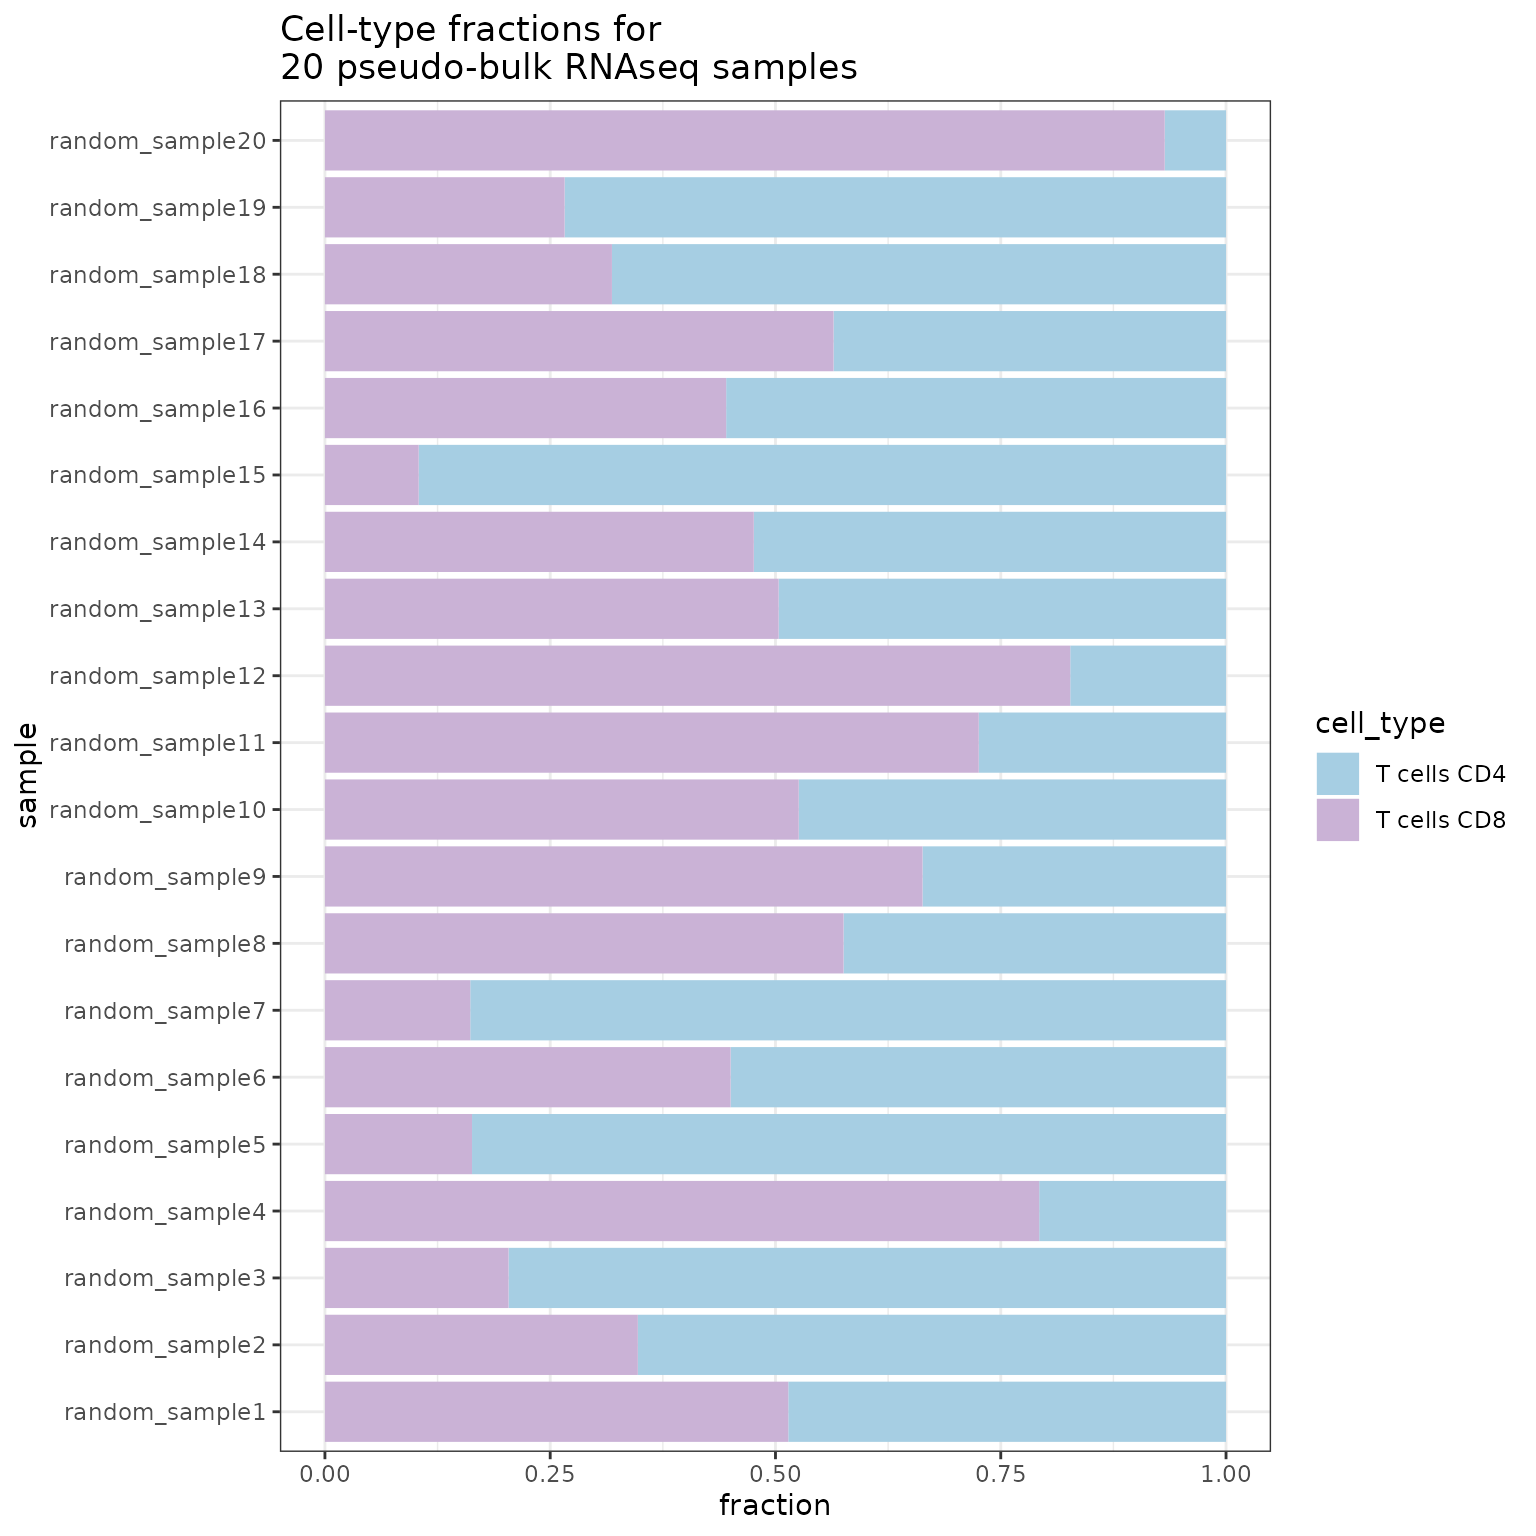 Cell-type fractions for
20 pseudo-bulk RNAseq samples
random_sample20
random_sample19
random_sample18
random_sample17
random_sample16
random_sample15
random_sample14
random_sample13
random_sample12
random_sample11
random_sample10
random_sample9
random_sample8
random_sample7
random_sample6
random_sample5
random_sample4
random_sample3
random_sample2
random_sample1
sample
0.00 0.25 0.50 0.75 1.00
fraction
cell_type
T cells CD4
T cells CD8